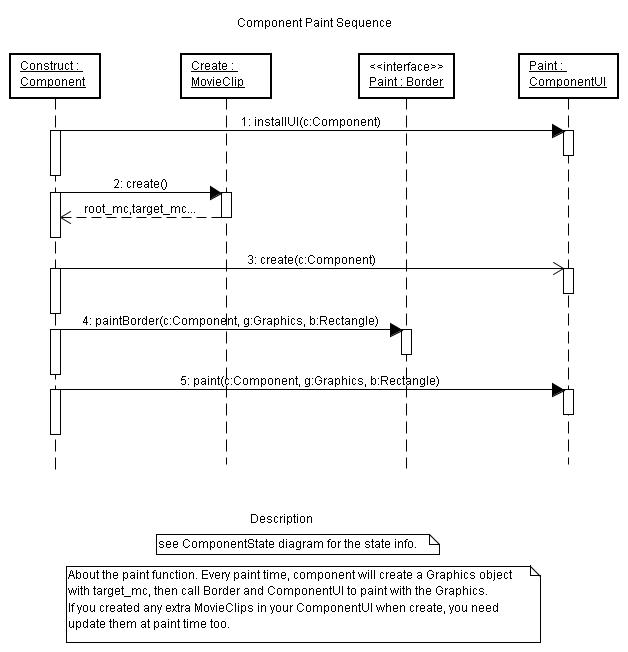 Component Paint Sequence
Construct :
Component
Create :
MovieClip
<<interface>>
Paint : Border
Paint :
ComponentUI
1: installUI(c:Component)
2: create()
root_mc,target_mc...
3: create(c:Component)
4: paintBorder(c:Component, g:Graphics, b:Rectangle)
5: paint(c:Component, g:Graphics, b:Rectangle)
Description
see ComponentState diagram for the state info.
About the paint function. Every paint time, component will create a Graphics object
with target_mc, then call Border and ComponentUI to paint with the Graphics.
If you created any extra MovieClips in your ComponentUI when create, you need
update them at paint time too.